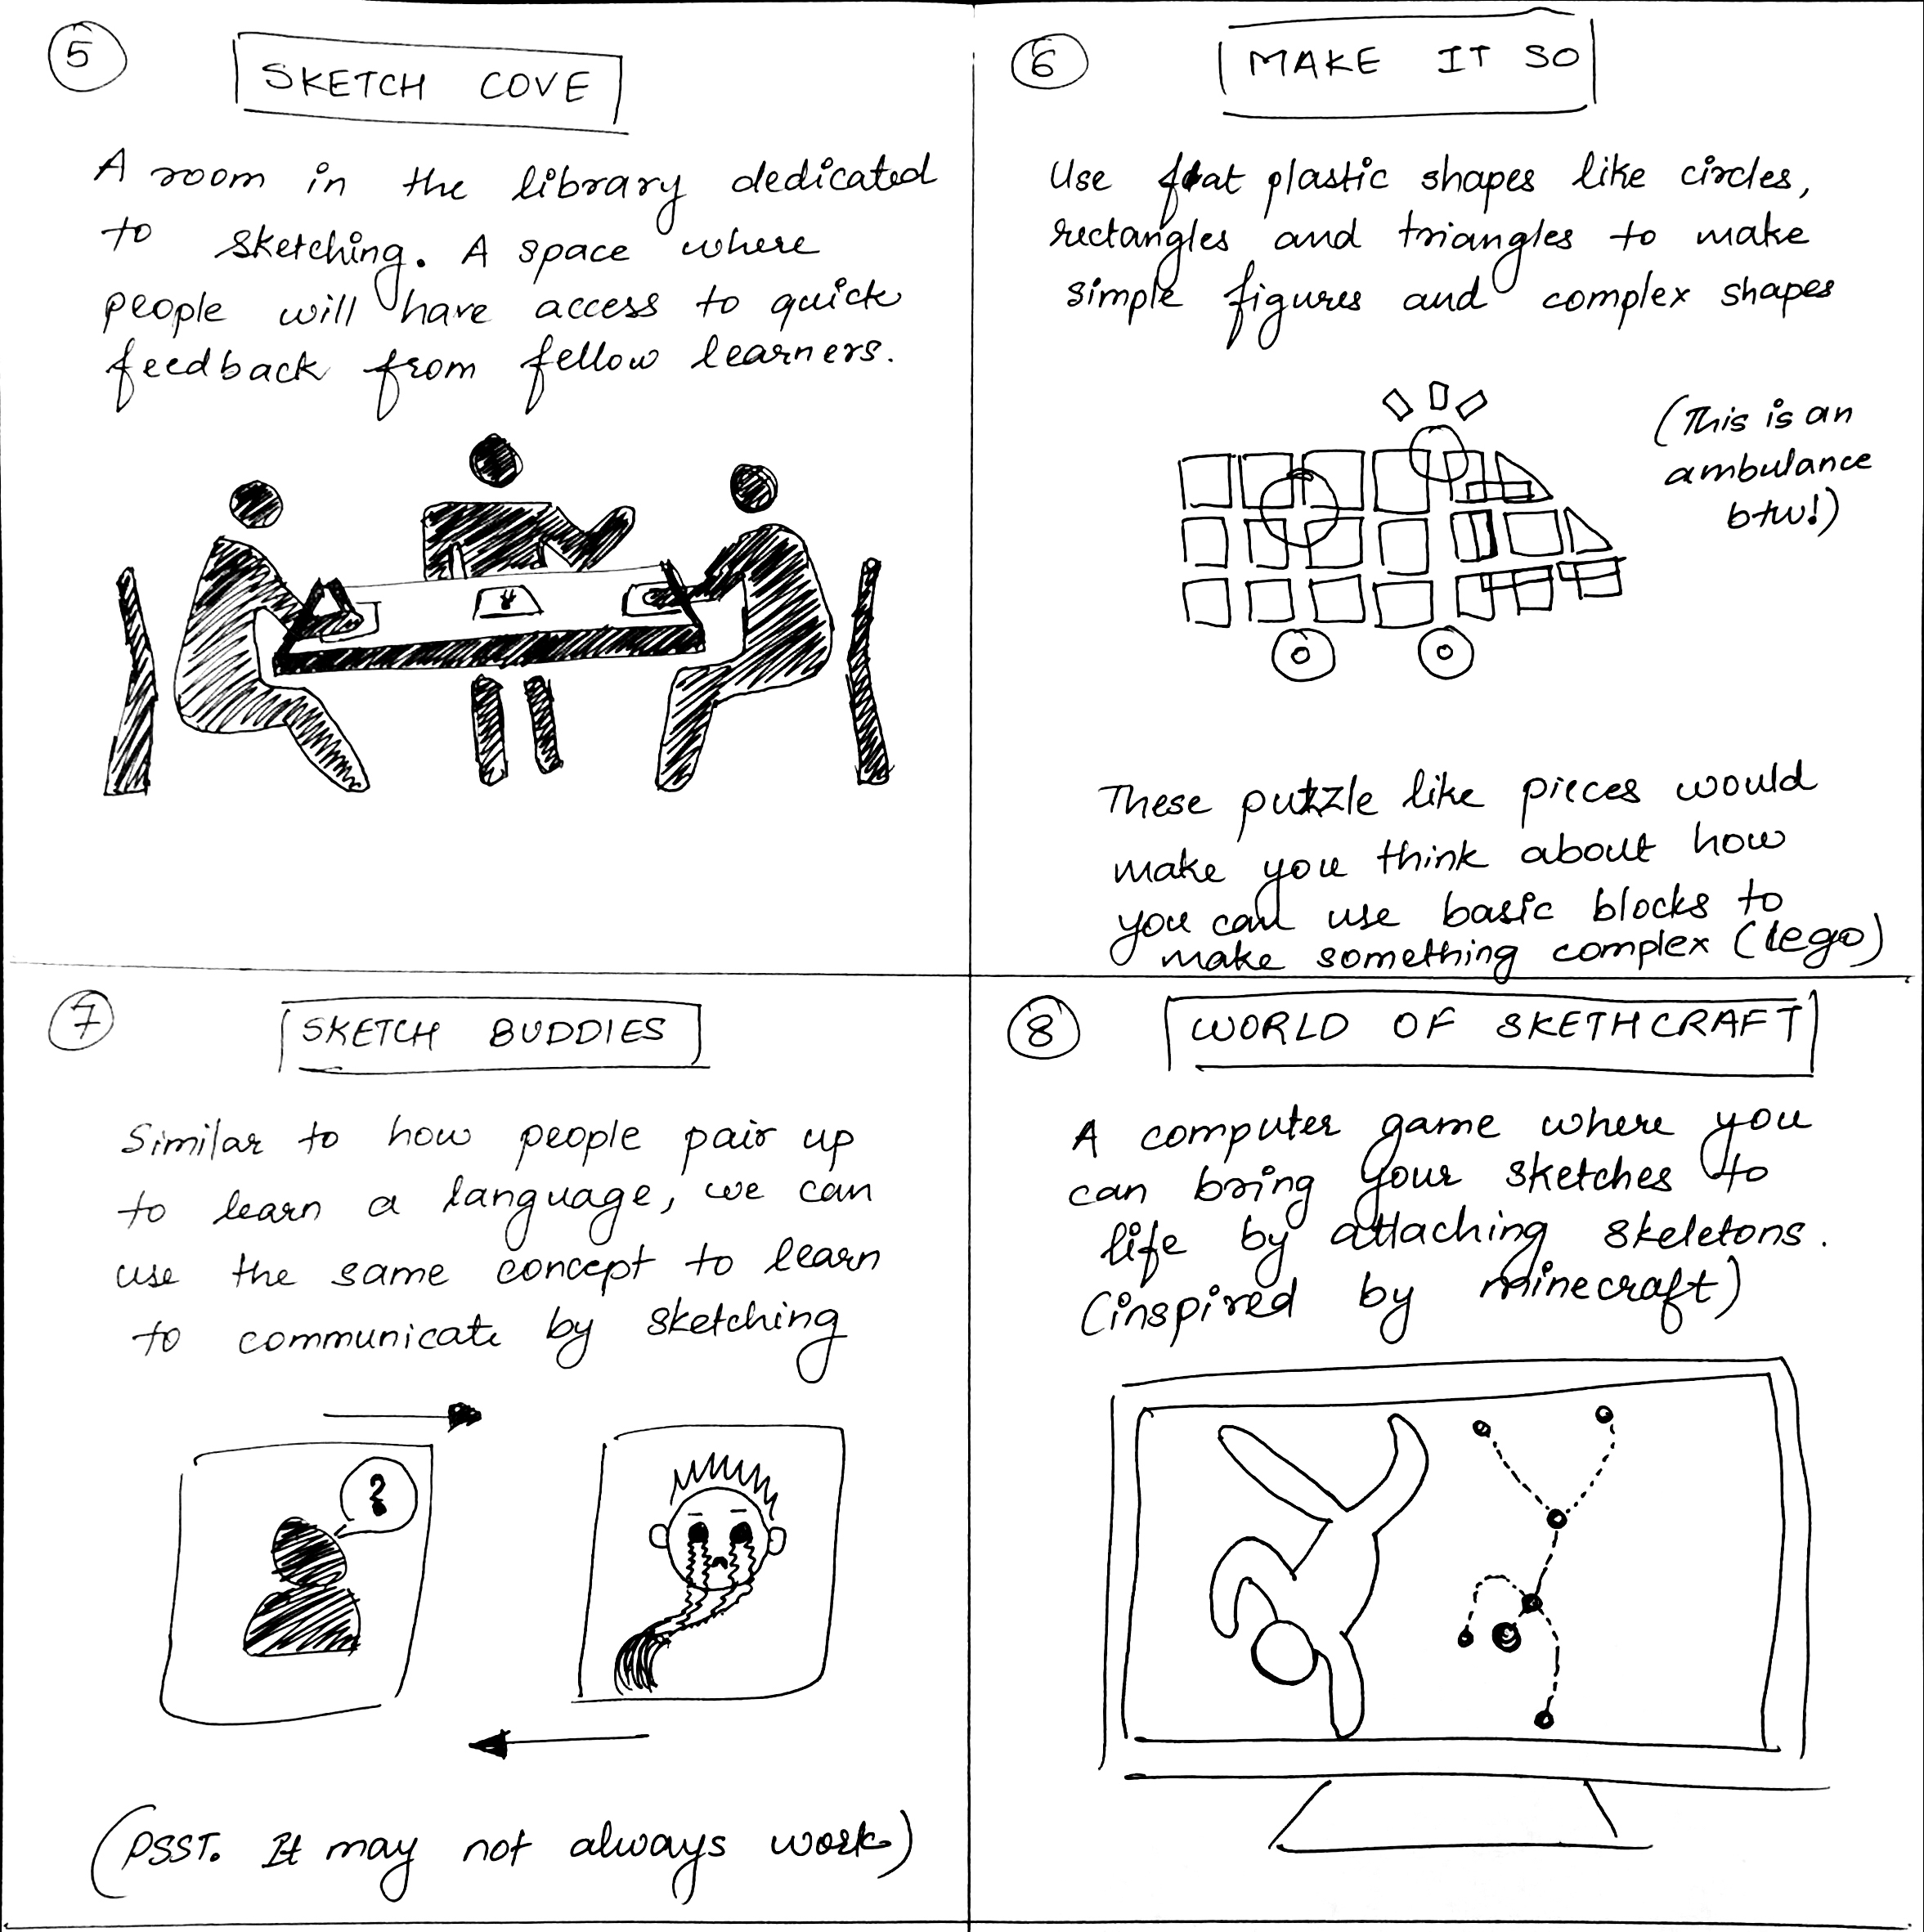 5
SKETCH COVE
A room in the library dedicated
to sketching. A space where
people will have access to quick
feedback from fellow learners.
6
MAKE IT SO
Use flat plastic shapes like circles,
rectangles and triangles to make
simple figures and complex shapes
(This is an
ambulance
btw!)
These puzzle like pieces would
make you think about how
you can use basic blocks to
make something complex (lego)
7
SKETCH BUDDIES
Similar to how people pair up
to learn a language, we can
use the same concept to learn
to communicate by sketching
?
(PSST. It may not always work)
8
WORLD OF SKETHCRAFT
A computer game where you
can bring your sketches to
life by attaching skeletons.
(inspired by minecraft)